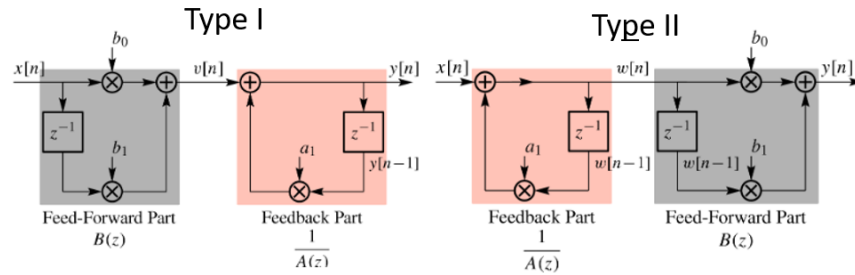 Type I
Type II
b₀
x[n]
v[n]
y[n]
z⁻¹
b₁
a₁
z⁻¹
y[n−1]
Feed-Forward Part
B(z)
Feedback Part
1
A(z)
b₀
x[n]
w[n]
y[n]
a₁
z⁻¹
w[n−1]
z⁻¹
w[n−1]
b₁
Feedback Part
1
A(z)
Feed-Forward Part
B(z)